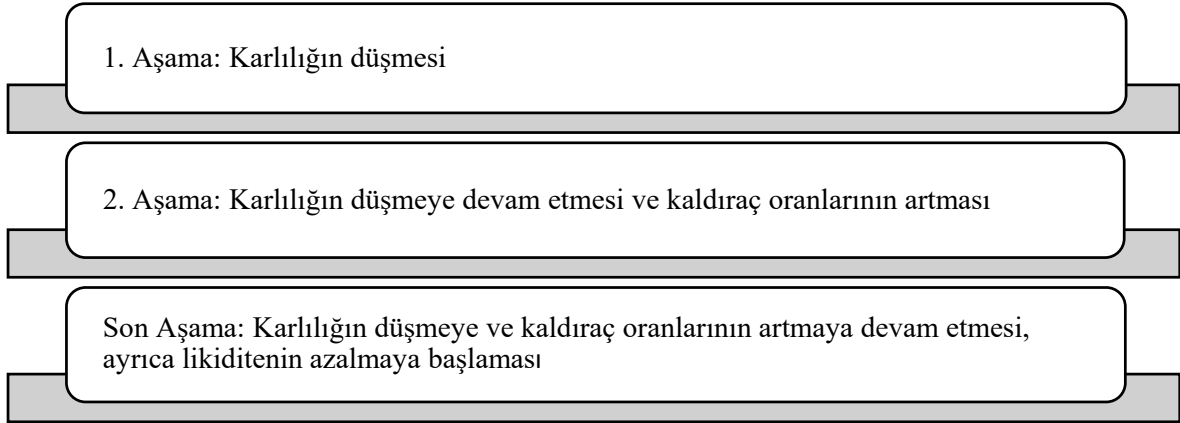 1. Aşama: Karlılığın düşmesi
2. Aşama: Karlılığın düşmeye devam etmesi ve kaldıraç oranlarının artması
Son Aşama: Karlılığın düşmeye ve kaldıraç oranlarının artmaya devam etmesi,
ayrıca likiditenin azalmaya başlaması